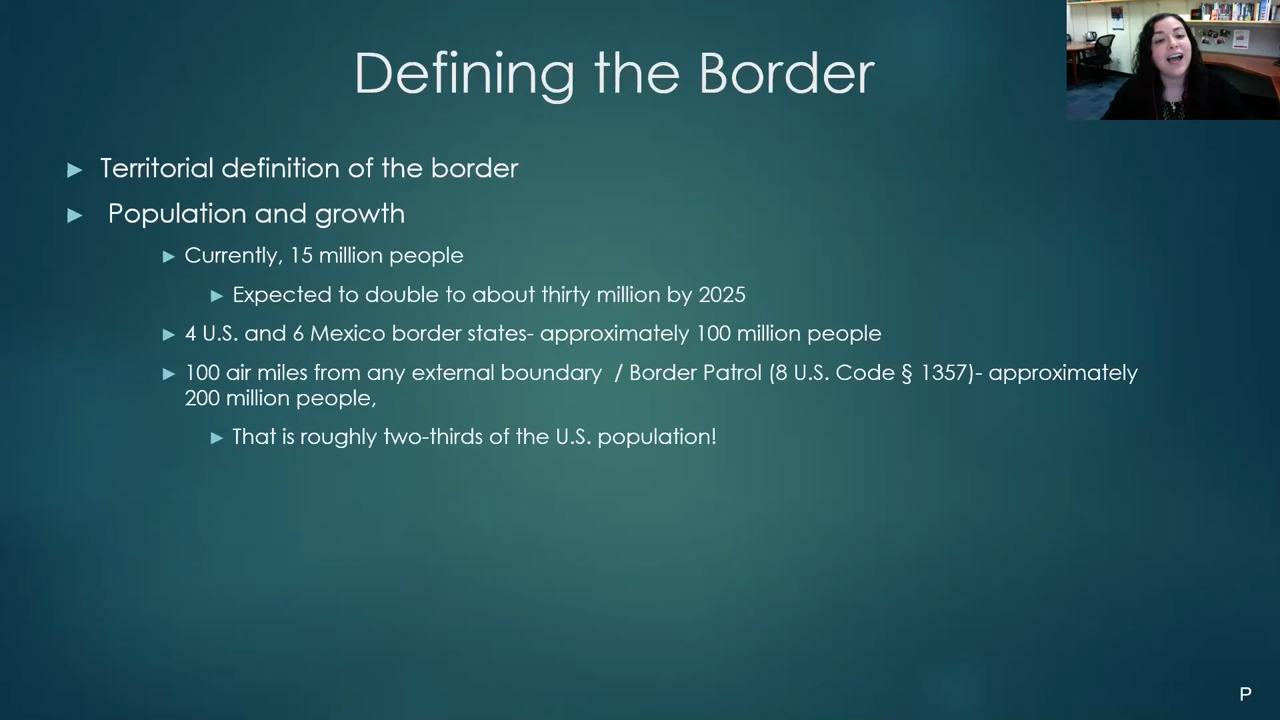 Defining the Border
Territorial definition of the border
Population and growth
Currently, 15 million people
Expected to double to about thirty million by 2025
4 U.S. and 6 Mexico border states- approximately 100 million people
100 air miles from any external boundary / Border Patrol (8 U.S. Code § 1357)- approximately
200 million people,
That is roughly two-thirds of the U.S. population!
P